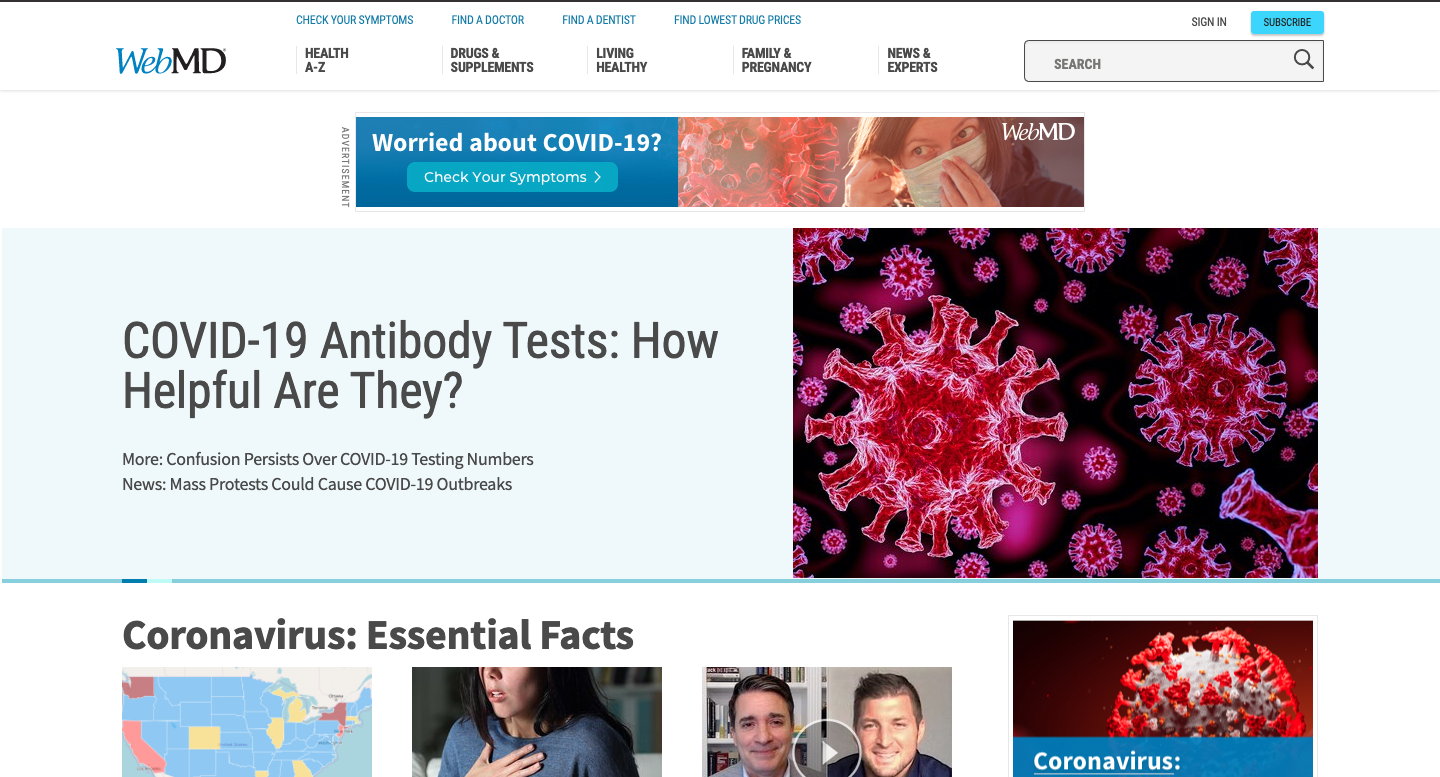 CHECK YOUR SYMPTOMS
FIND A DOCTOR
FIND A DENTIST
FIND LOWEST DRUG PRICES
SIGN IN
SUBSCRIBE
WebMD
HEALTH
A-Z
DRUGS &
SUPPLEMENTS
LIVING
HEALTHY
FAMILY &
PREGNANCY
NEWS &
EXPERTS
SEARCH
ADVERTISEMENT
Worried about COVID-19?
Check Your Symptoms
WebMD
COVID-19 Antibody Tests: How
Helpful Are They?
More: Confusion Persists Over COVID-19 Testing Numbers
News: Mass Protests Could Cause COVID-19 Outbreaks
Coronavirus: Essential Facts
Coronavirus: